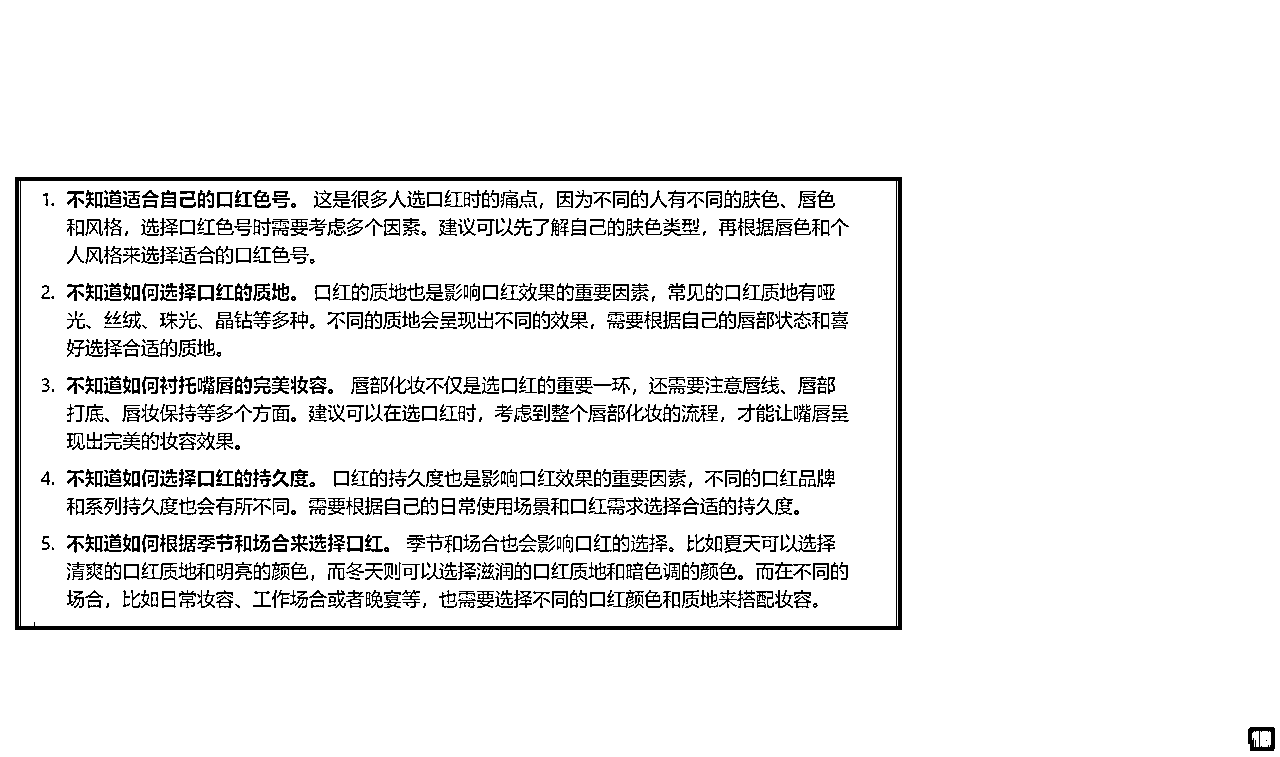 1. 不知道适合自己的口红色号。 这是很多人选口红时的痛点，因为不同的人有不同的肤色、唇色
和风格，选择口红色号时需要考虑多个因素。建议可以先了解自己的肤色类型，再根据唇色和个
人风格来选择适合的口红色号。
2. 不知道如何选择口红的质地。 口红的质地也是影响口红效果的重要因素，常见的口红质地有哑
光、丝绒、珠光、晶钻等多种。不同的质地会呈现出不同的效果，需要根据自己的唇部状态和喜
好选择合适的质地。
3. 不知道如何衬托嘴唇的完美妆容。 唇部化妆不仅是选口红的重要一环，还需要注意唇线、唇部
打底、唇妆保持等多个方面。建议可以在选口红时，考虑到整个唇部化妆的流程，才能让嘴唇呈
现出完美的妆容效果。
4. 不知道如何选择口红的持久度。 口红的持久度也是影响口红效果的重要因素，不同的口红品牌
和系列持久度也会有所不同。需要根据自己的日常使用场景和口红需求选择合适的持久度。
5. 不知道如何根据季节和场合来选择口红。 季节和场合也会影响口红的选择。比如夏天可以选择
清爽的口红质地和明亮的颜色，而冬天则可以选择滋润的口红质地和暗色调的颜色。而在不同的
场合，比如日常妆容、工作场合或者晚宴等，也需要选择不同的口红颜色和质地来搭配妆容。